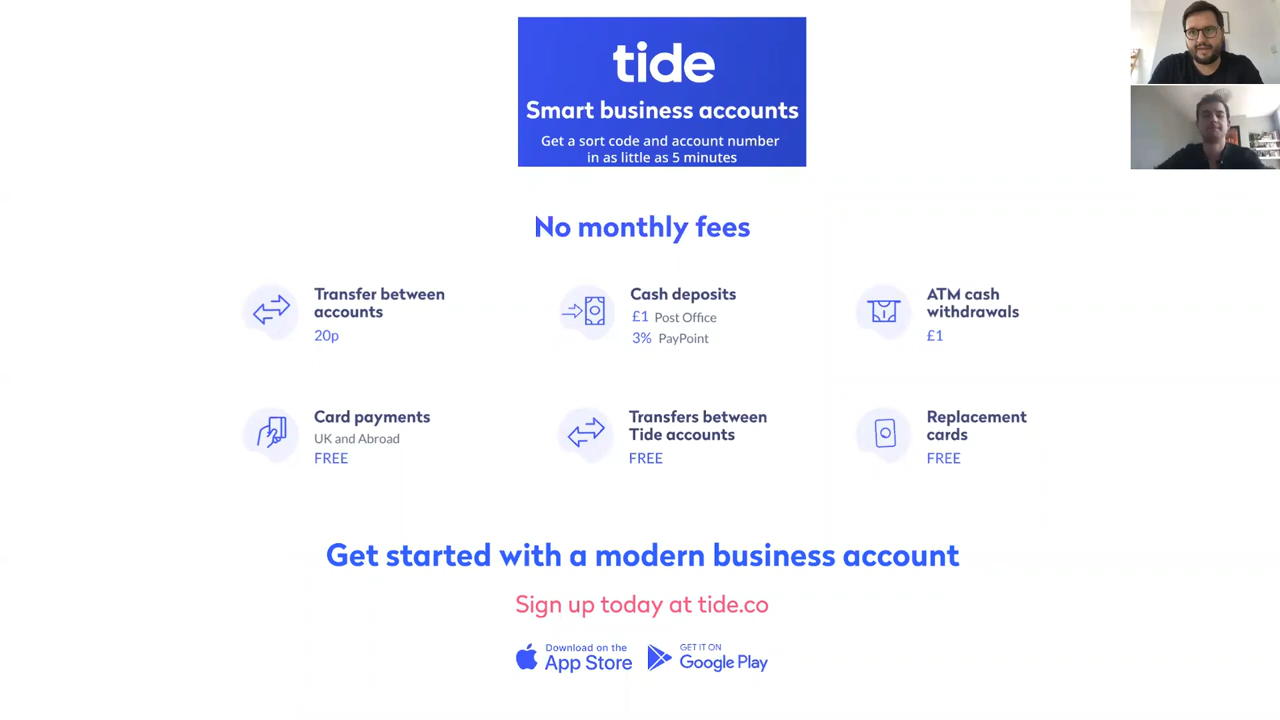 tide
Smart business accounts
Get a sort code and account number
in as little as 5 minutes
No monthly fees
Transfer between
accounts
20p
Cash deposits
£1 Post Office
3% PayPoint
ATM cash
withdrawals
£1
Card payments
UK and Abroad
FREE
Transfers between
Tide accounts
FREE
Replacement
cards
FREE
Get started with a modern business account
Sign up today at tide.co
Download on the
App Store
GET IT ON
Google Play